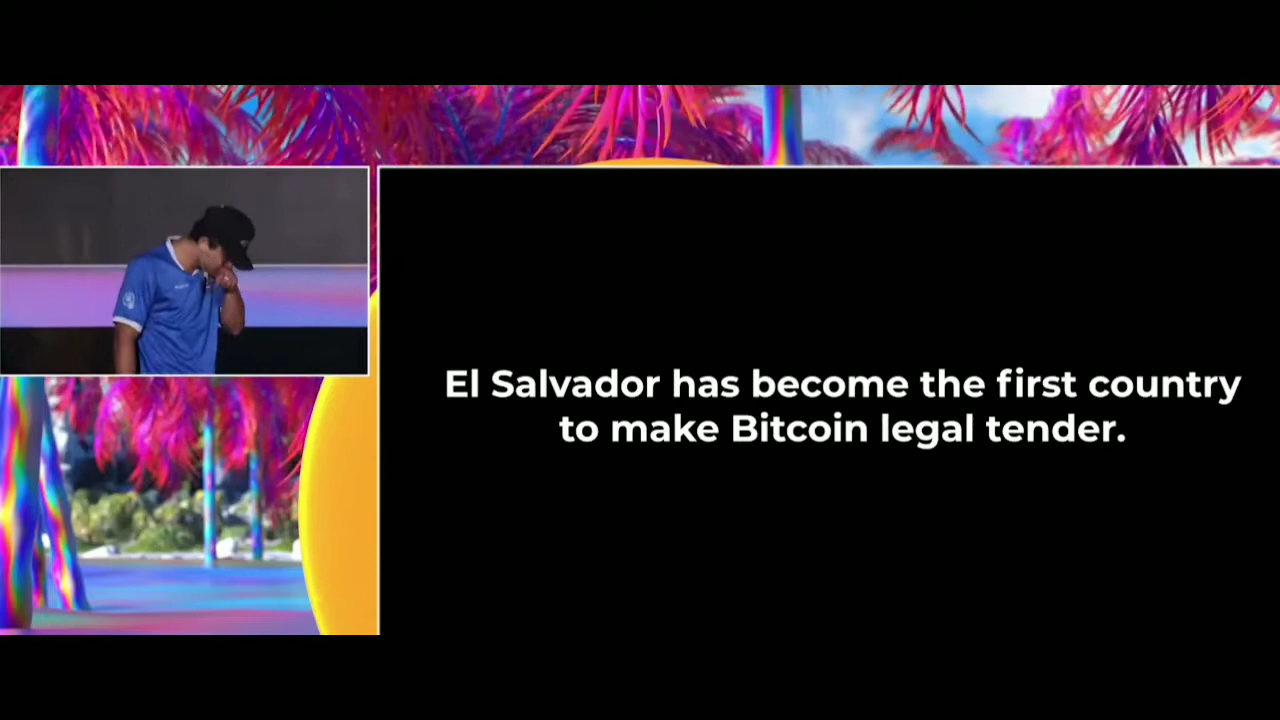 El Salvador has become the first country
to make Bitcoin legal tender.